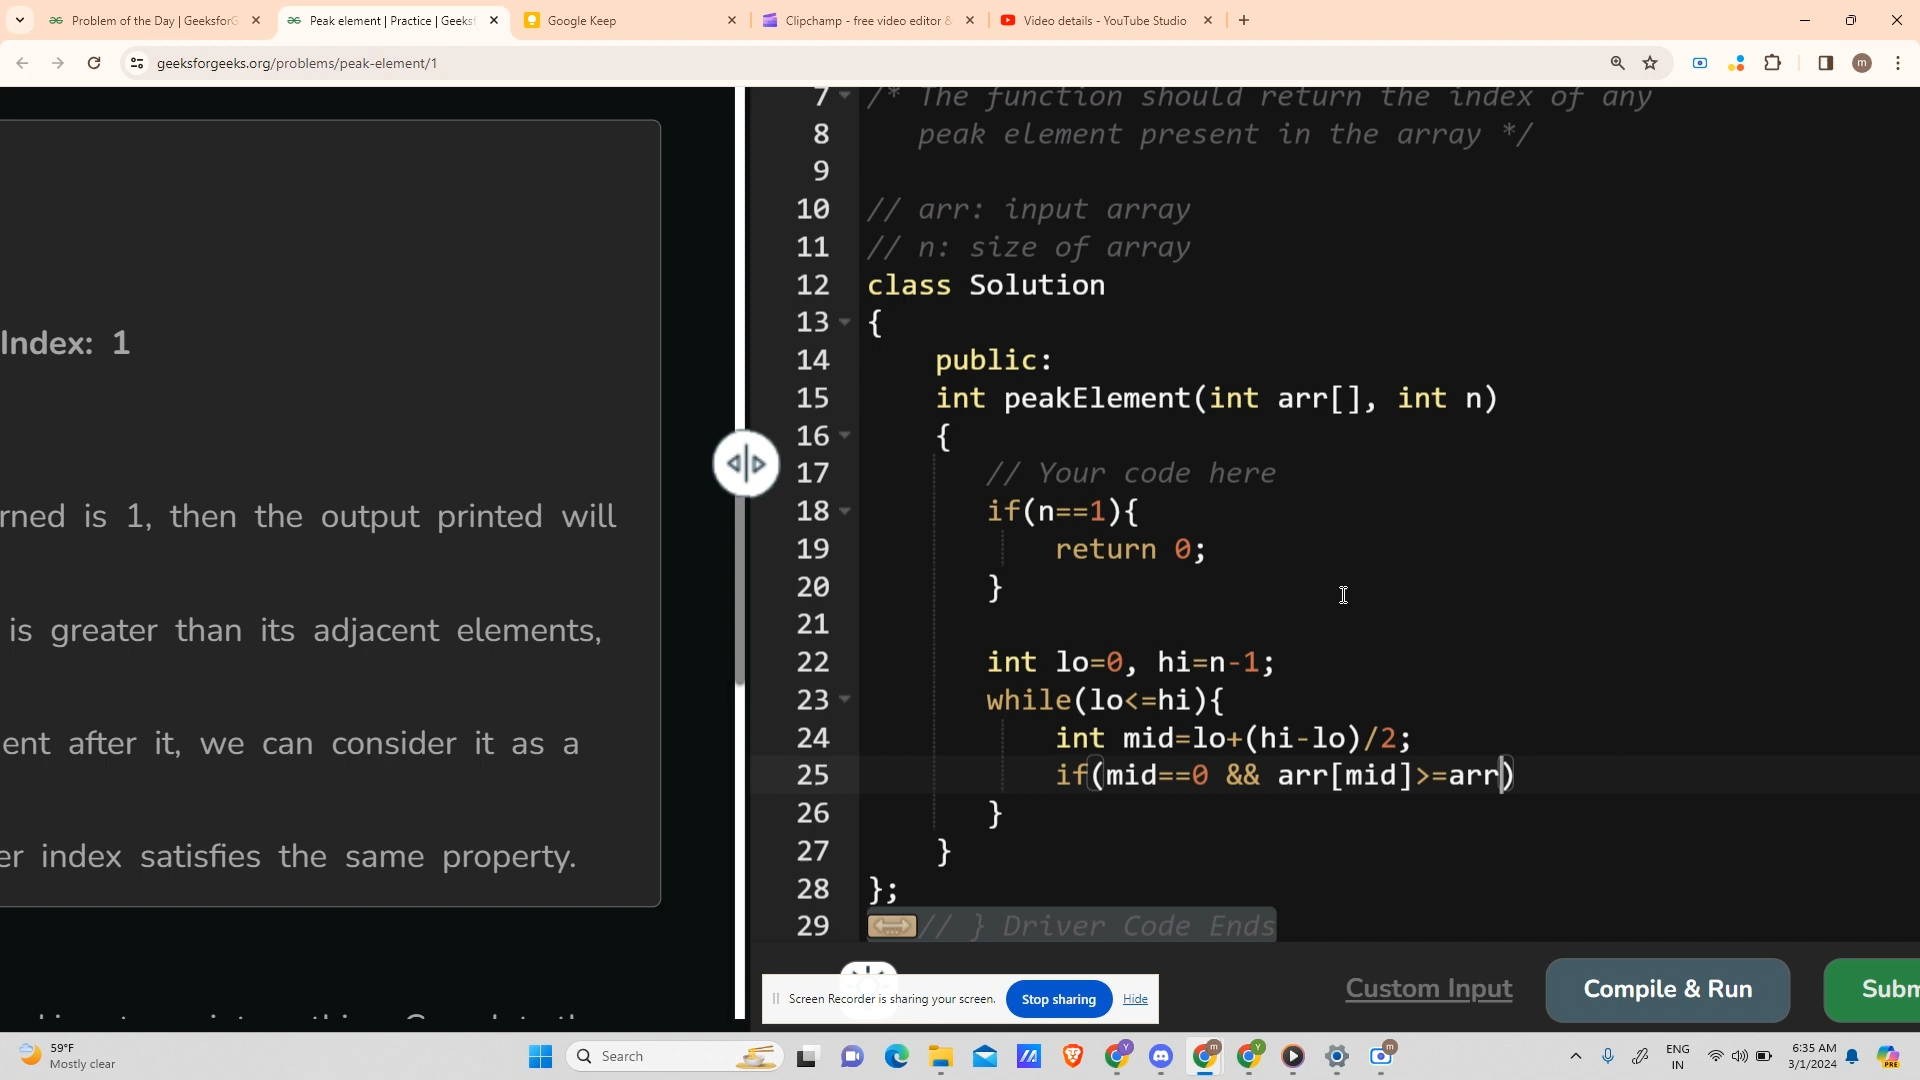 Problem of the Day | GeeksforG
Peak element | Practice | Geeksf
Google Keep
Clipchamp - free video editor &
Video details - YouTube Studio
geeksforgeeks.org/problems/peak-element/1
m
Index: 1
rned is 1, then the output printed will
is greater than its adjacent elements,
ent after it, we can consider it as a
er index satisfies the same property.
7 /* The function should return the index of any
8 peak element present in the array */
9
10 // arr: input array
11 // n: size of array
12 class Solution
13 {
14 public:
15 int peakElement(int arr[], int n)
16 {
17 // Your code here
18 if(n==1){
19 return 0;
20 }
21
22 int lo=0, hi=n-1;
23 while(lo<=hi){
24 int mid=lo+(hi-lo)/2;
25 if(mid==0 && arr[mid]>=arr)
26 }
27 }
28 };
29 // } Driver Code Ends
Custom Input
Compile & Run
Subm
Screen Recorder is sharing your screen.
Stop sharing
Hide
59°F
Mostly clear
Search
ENG
IN
6:35 AM
3/1/2024
PRE